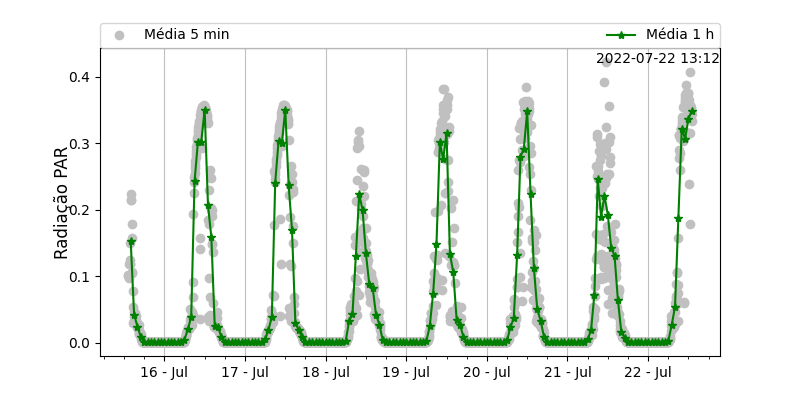 Média 5 min
Média 1 h
2022-07-22 13:12
Radiação PAR
0.4
0.3
0.2
0.1
0.0
16 - Jul
17 - Jul
18 - Jul
19 - Jul
20 - Jul
21 - Jul
22 - Jul